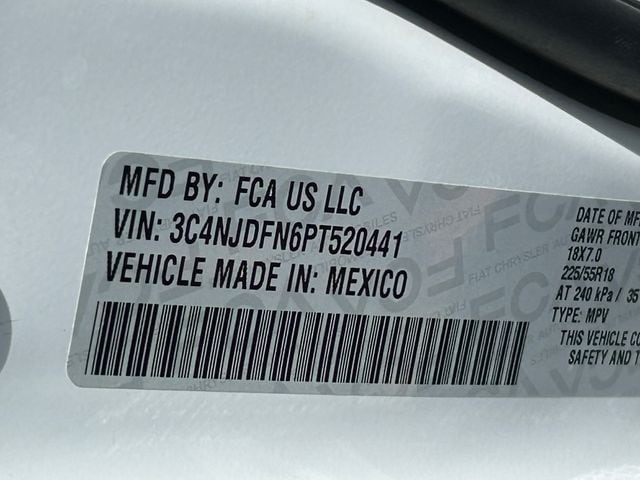 MFD BY: FCA US LLC
VIN: 3C4NJDFN6PT520441
VEHICLE MADE IN: MEXICO
DATE OF MF
GAWR FRONT
18X7.0
225/55R18
AT 240 kPa / 35
TYPE: MPV
THIS VEHICLE CO
SAFETY AND T